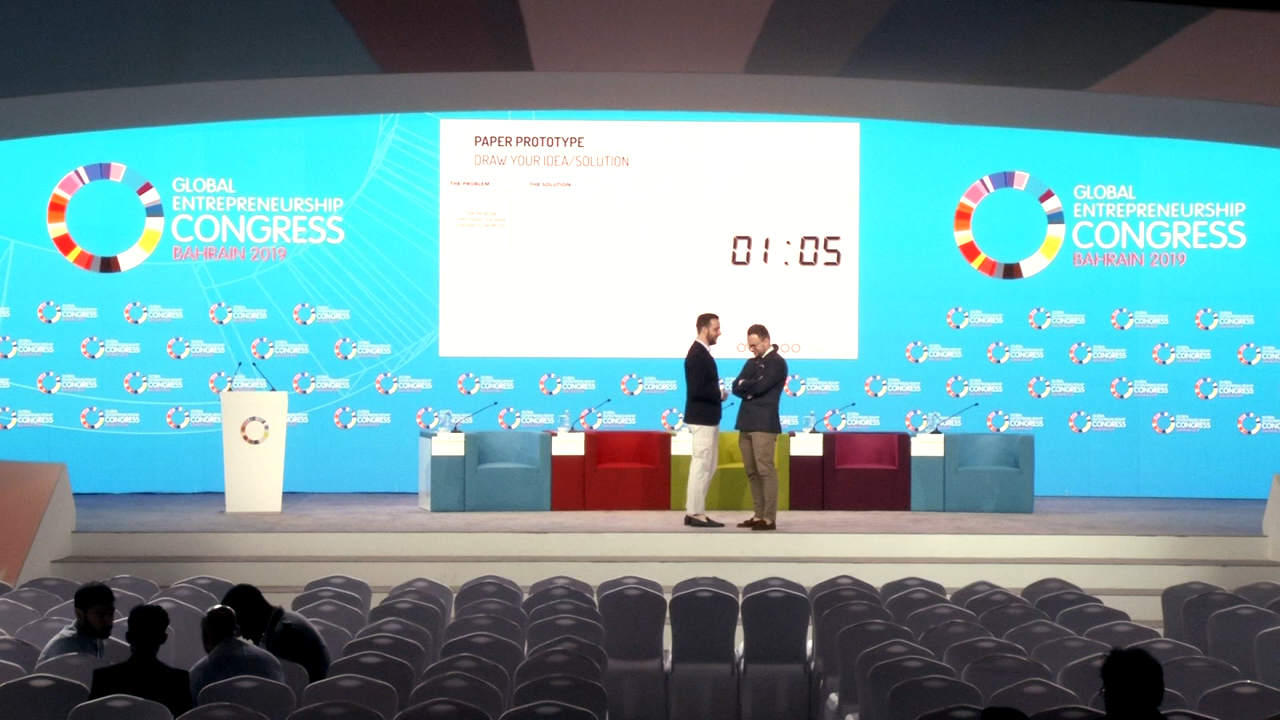 PAPER PROTOTYPE
DRAW YOUR IDEA/SOLUTION
THE PROBLEM
THE SOLUTION
01:05
GLOBAL
ENTREPRENEURSHIP
CONGRESS
BAHRAIN 2019
GLOBAL
ENTREPRENEURSHIP
CONGRESS
BAHRAIN 2019